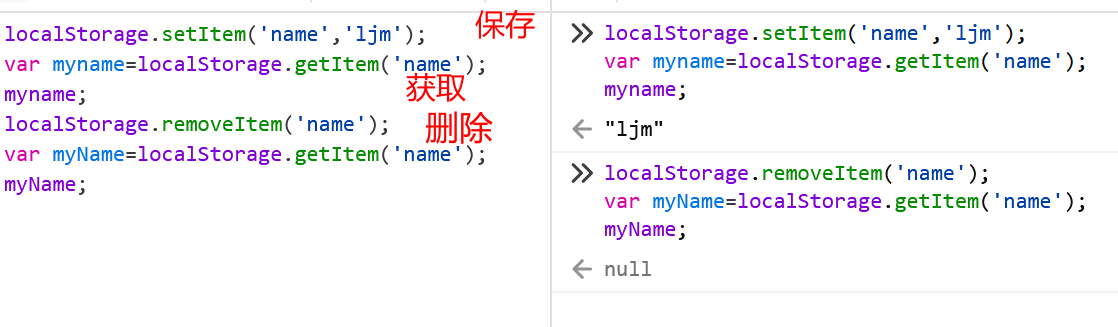 localStorage.setItem('name','ljm');
保存
var myname=localStorage.getItem('name');
获取
myname;
localStorage.removeItem('name');
删除
var myName=localStorage.getItem('name');
myName;
localStorage.setItem('name','ljm');
var myname=localStorage.getItem('name');
myname;
"ljm"
localStorage.removeItem('name');
var myName=localStorage.getItem('name');
myName;
null